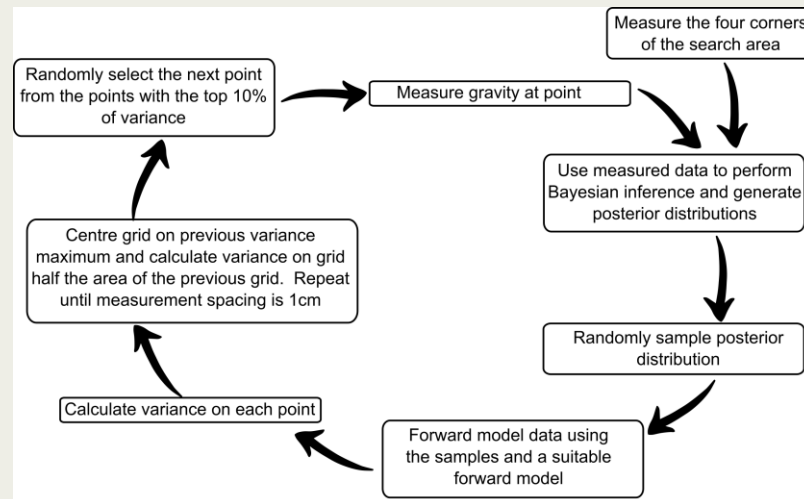 Measure the four corners
of the search area
Randomly select the next point
from the points with the top 10%
of variance
Measure gravity at point
Use measured data to perform
Bayesian inference and generate
posterior distributions
Centre grid on previous variance
maximum and calculate variance on grid
half the area of the previous grid. Repeat
until measurement spacing is 1cm
Randomly sample posterior
distribution
Calculate variance on each point
Forward model data using
the samples and a suitable
forward model